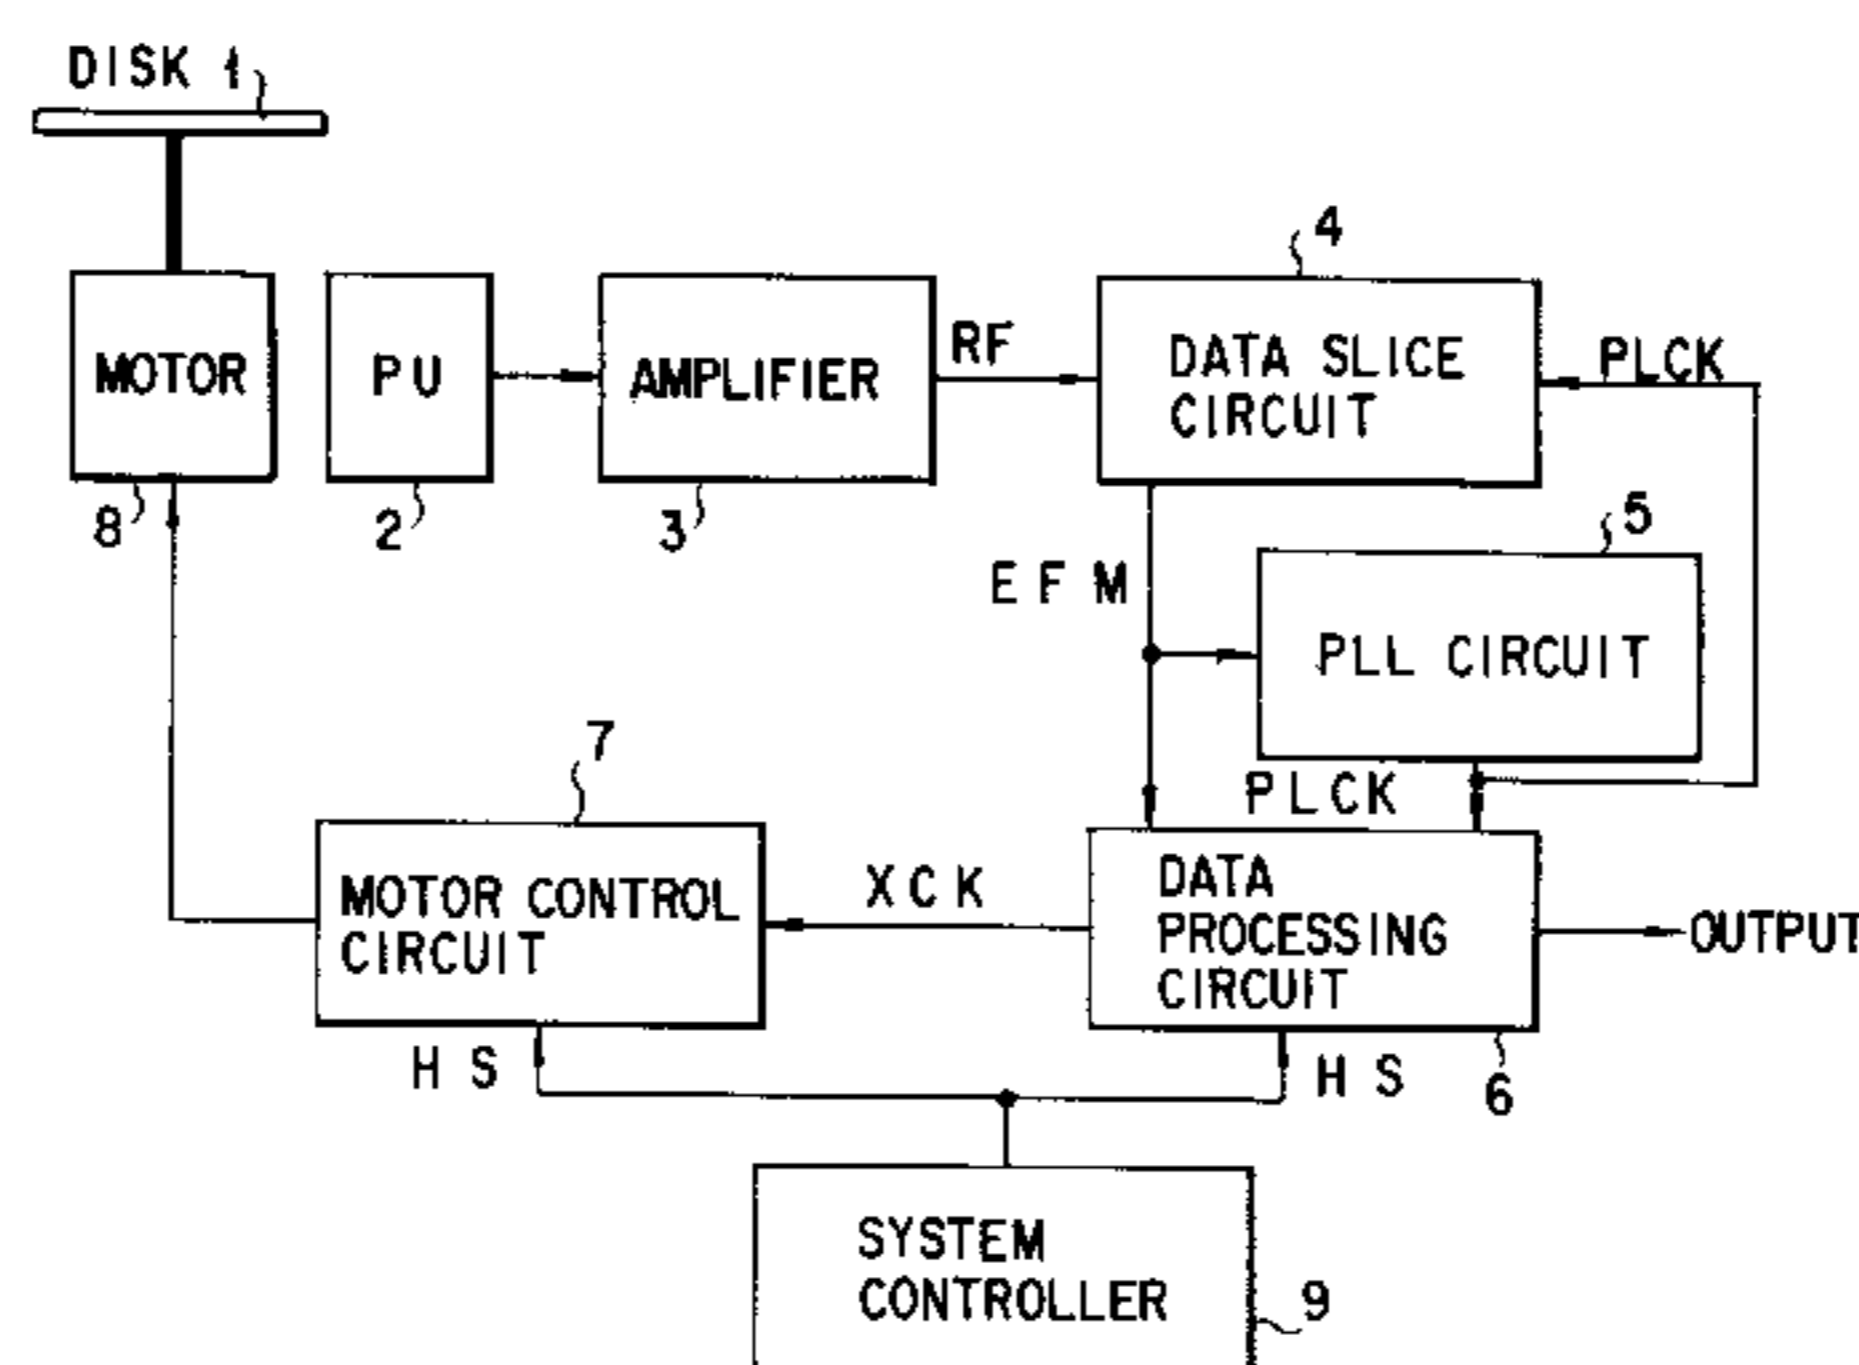 DISK 1
4
MOTOR
PU
AMPLIFIER
RF
DATA SLICE
CIRCUIT
PLCK
8
2
3
5
EFM
PLL CIRCUIT
7
PLCK
MOTOR CONTROL
CIRCUIT
XCK
DATA
PROCESSING
CIRCUIT
OUTPUT
HS
HS
6
SYSTEM
CONTROLLER
9